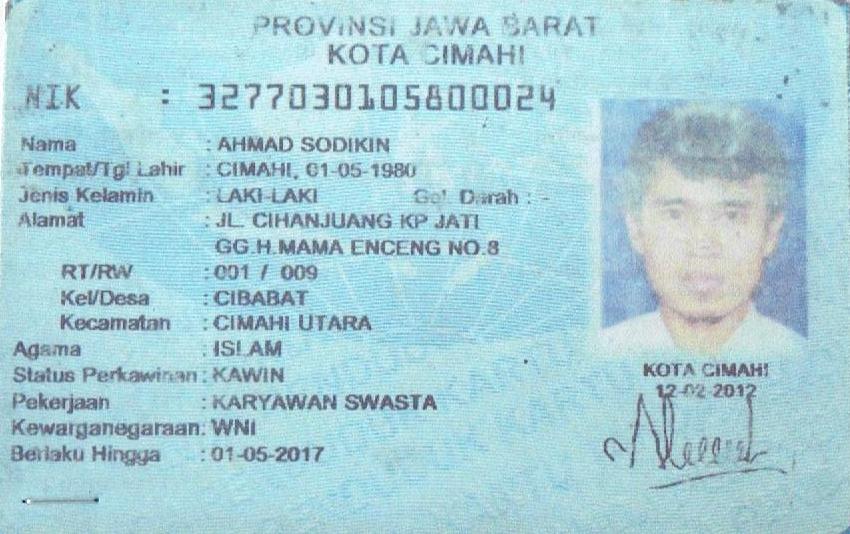 PROVINSI JAWA BARAT
KOTA CIMAHI
NIK : 3277030105800024
Nama : AHMAD SODIKIN
Tempat/Tgl Lahir : CIMAHI, 01-05-1980
Jenis Kelamin : LAKI-LAKI Gol. Darah : -
Alamat : JL. CIHANJUANG KP JATI
GG.H.MAMA ENCENG NO.8
RT/RW : 001 / 009
Kel/Desa : CIBABAT
Kecamatan : CIMAHI UTARA
Agama : ISLAM
Status Perkawinan : KAWIN
Pekerjaan : KARYAWAN SWASTA
Kewarganegaraan: WNI
Berlaku Hingga : 01-05-2017
KOTA CIMAHI
12-02-2012